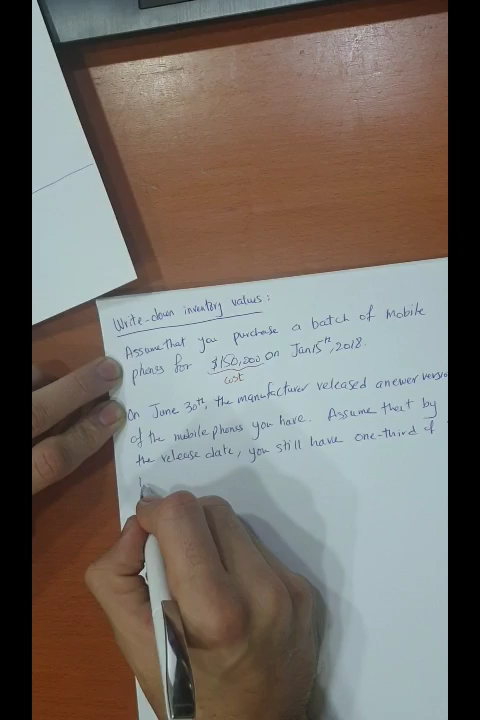 Write-down inventory values:
Assume that you purchase a batch of mobile
phones for $150,000 on Jan 15th, 2018.
cost
On June 30th, the manufacturer released a newer versio
of the mobile phones you have. Assume that by
the release date, you still have one-third of